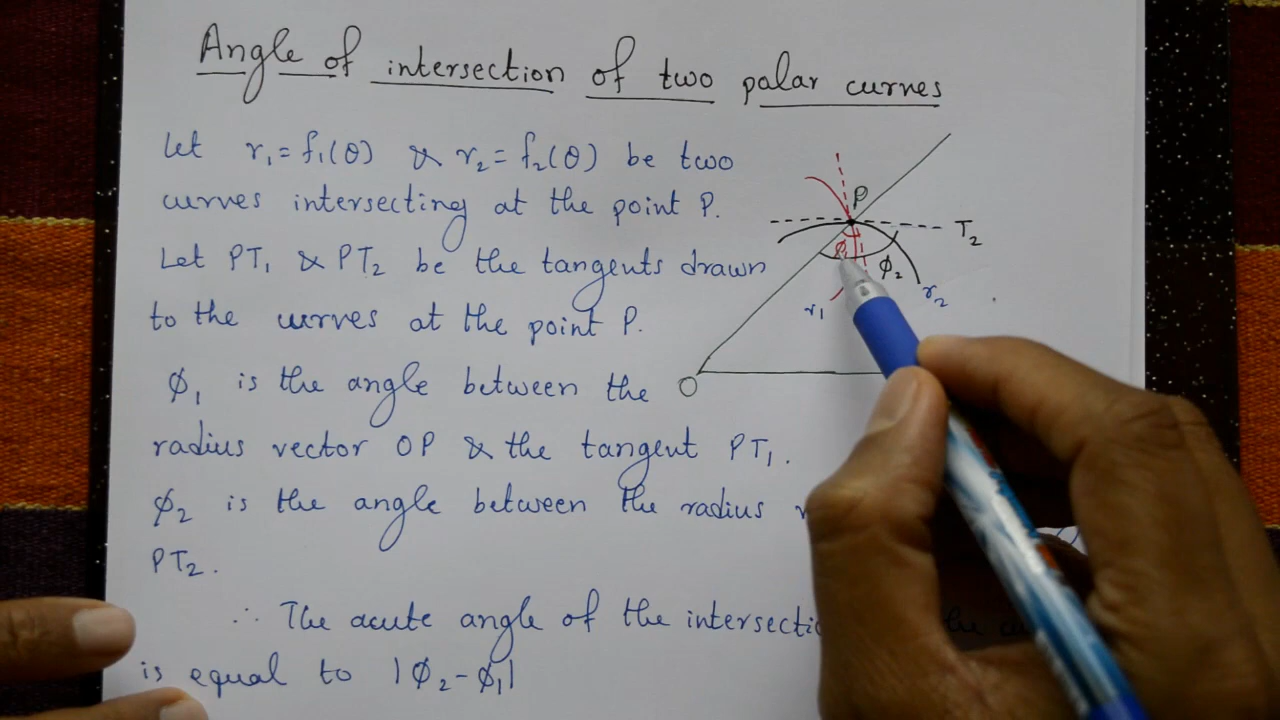 Angle of intersection of two polar curves
Let r₁ = f₁(θ) & r₂ = f₂(θ) be two
curves intersecting at the point P.
Let PT₁ & PT₂ be the tangents drawn
to the curves at the point P.
ϕ₁ is the angle between the
radius vector OP & the tangent PT₁.
ϕ₂ is the angle between the radius
PT₂.
∴ The acute angle of the intersecti
is equal to |ϕ₂-ϕ₁|
P
T₂
ϕ
ϕ₂
r₁
r₂
O